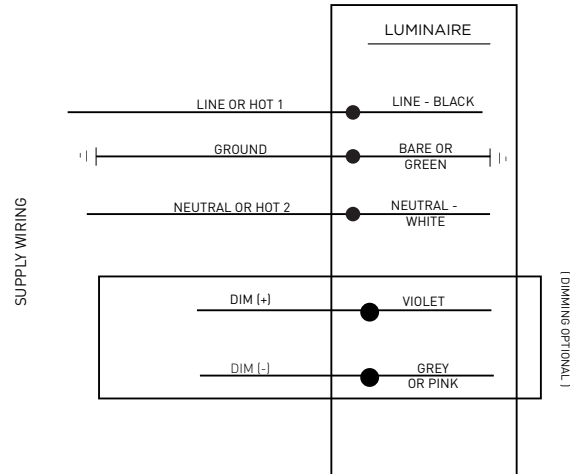 LUMINAIRE
LINE OR HOT 1
LINE - BLACK
GROUND
BARE OR
GREEN
NEUTRAL OR HOT 2
NEUTRAL -
WHITE
SUPPLY WIRING
DIM (+)
VIOLET
DIM (-)
GREY
OR PINK
( DIMMING OPTIONAL )